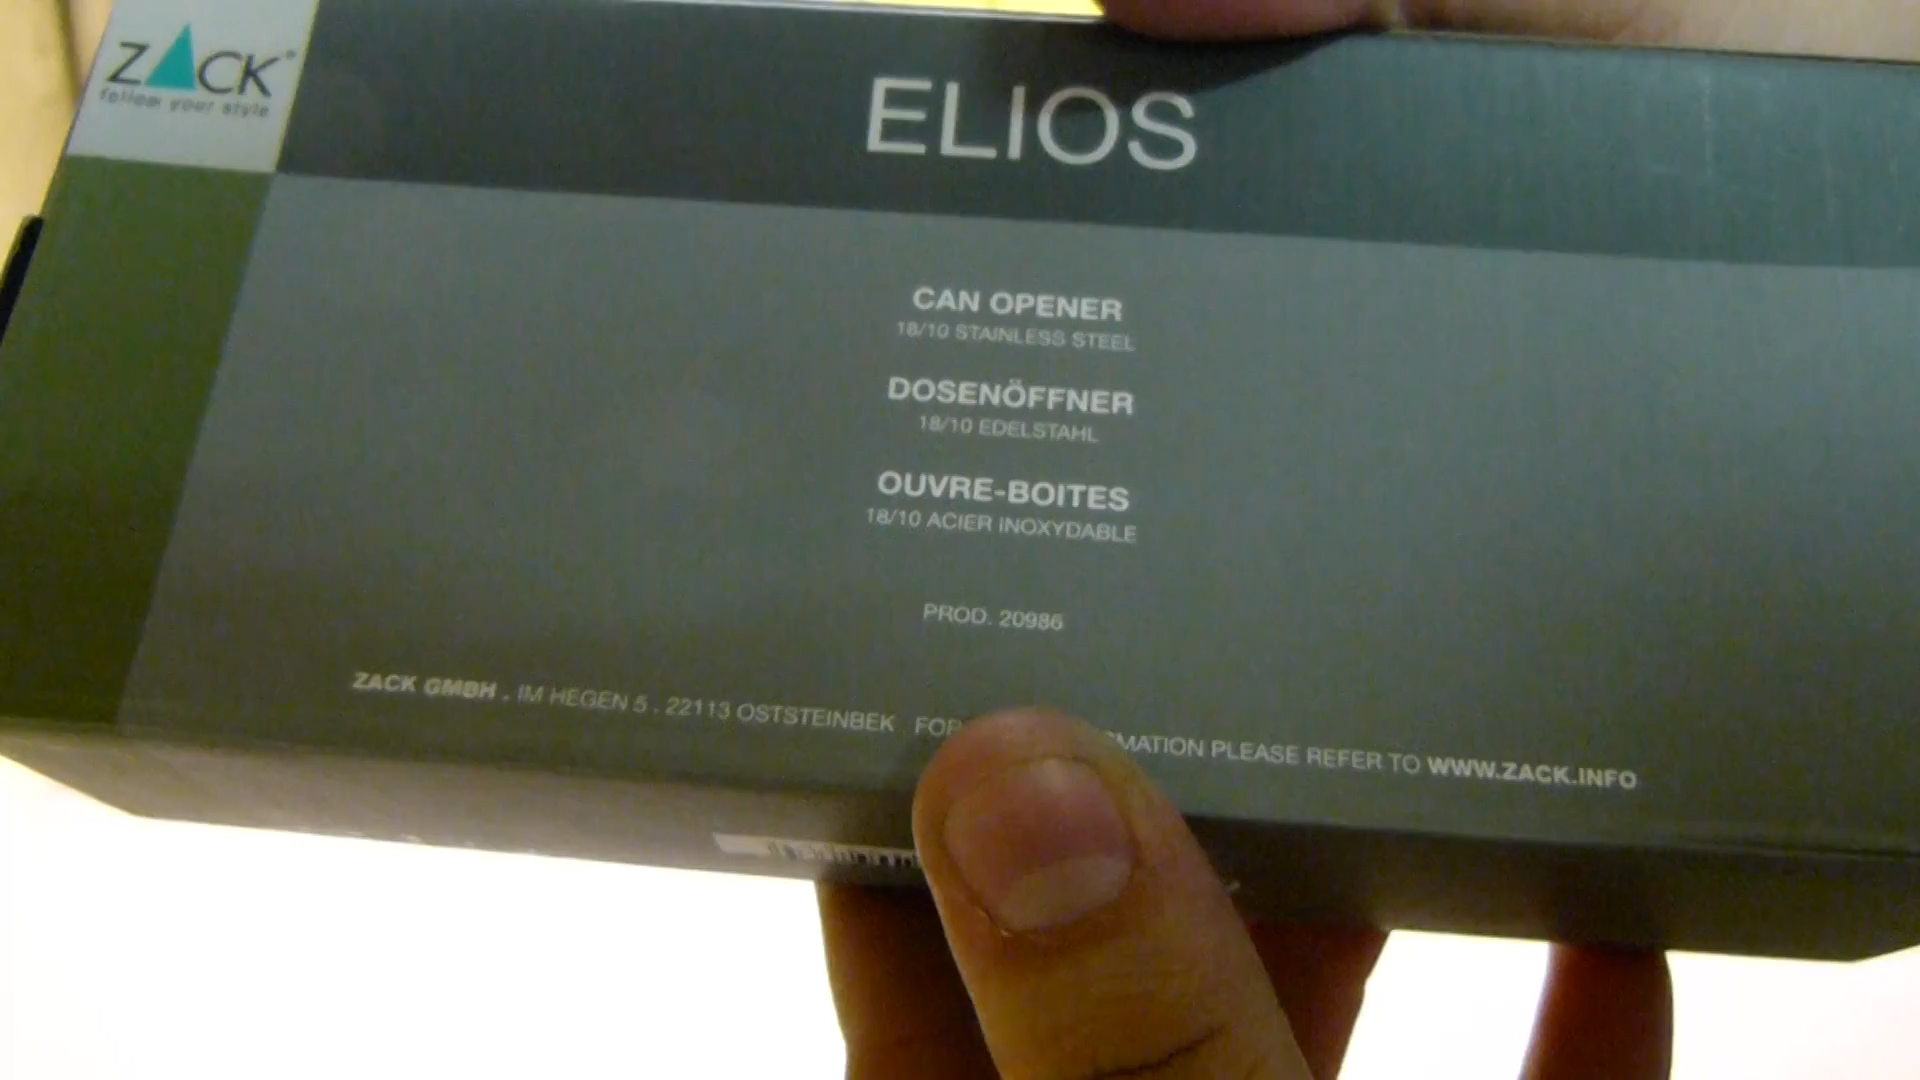 ZACK
follow your style
ELIOS
CAN OPENER
18/10 STAINLESS STEEL
DOSENÖFFNER
18/10 EDELSTAHL
OUVRE-BOITES
18/10 ACIER INOXYDABLE
PROD. 20986
ZACK GMBH . IM HEGEN 5 . 22113 OSTSTEINBEK PLEASE REFER TO WWW.ZACK.INFO